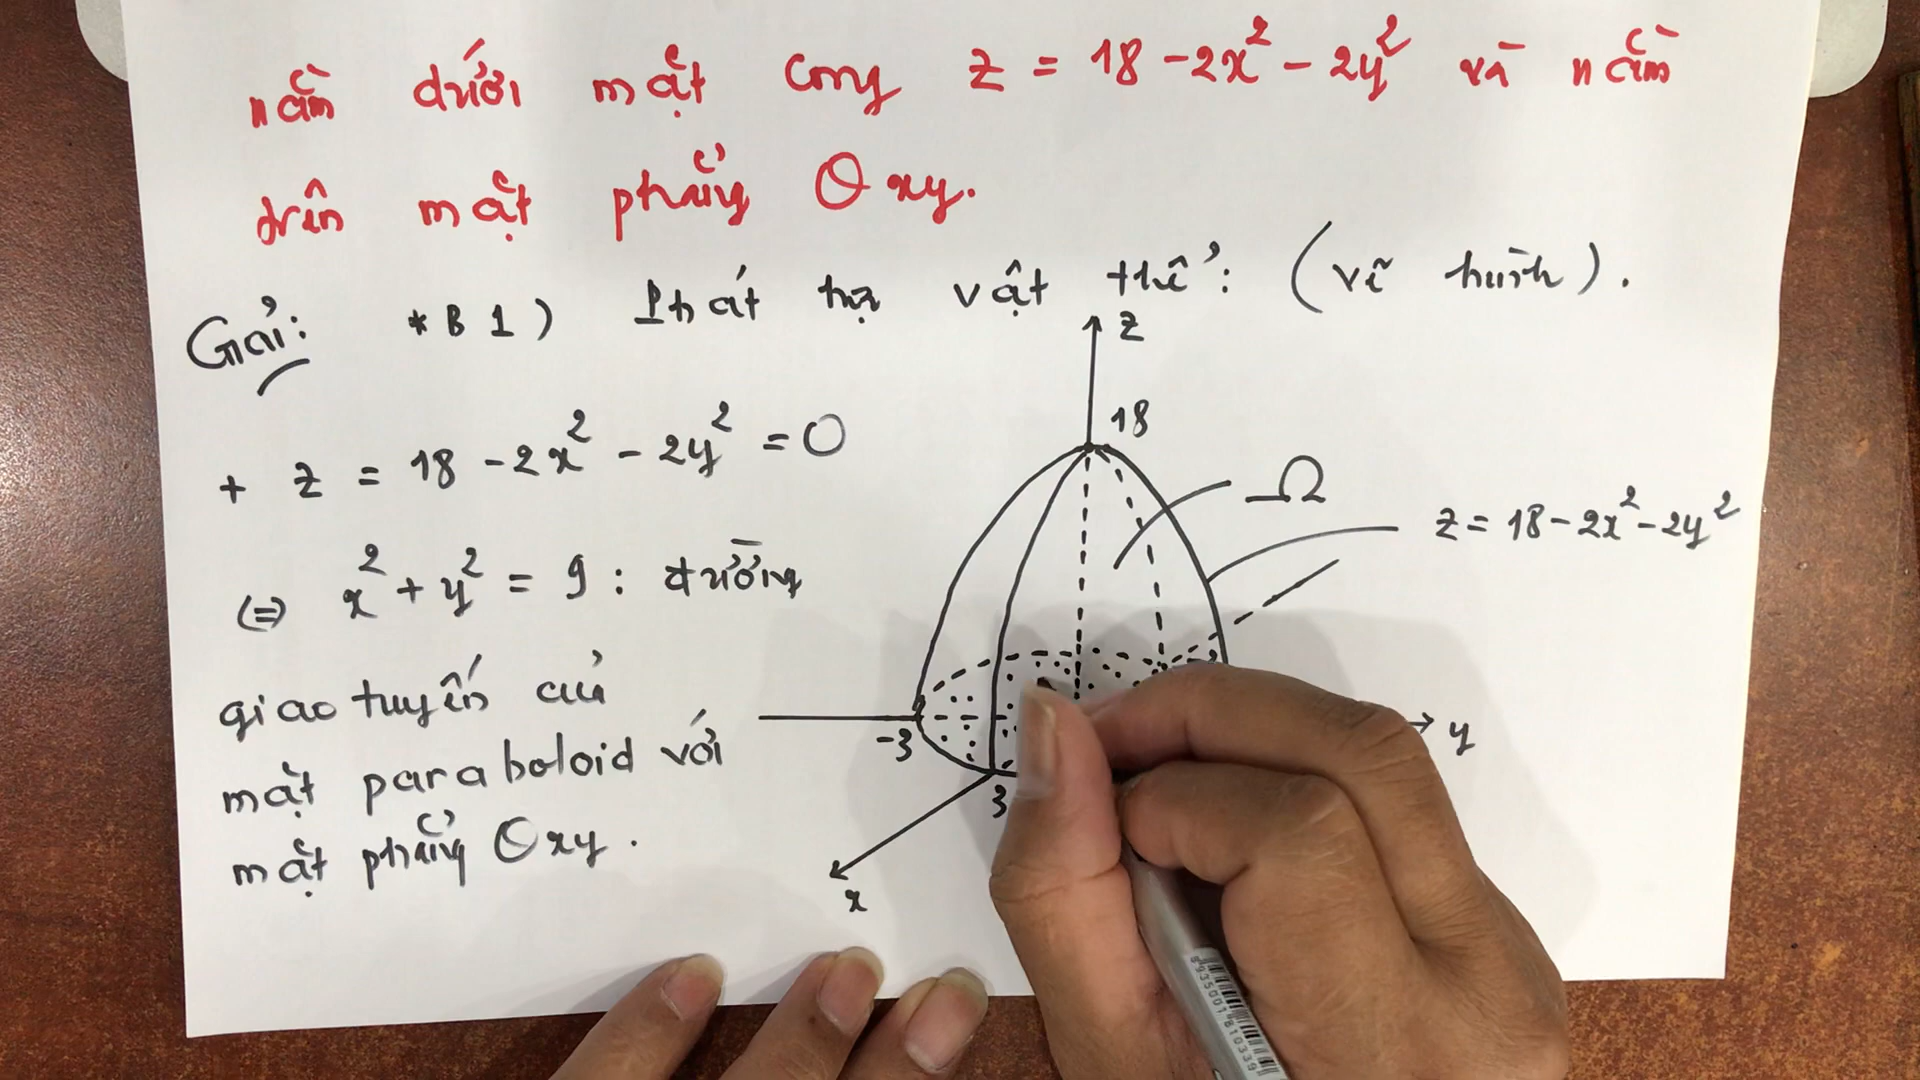 nằm dưới mặt cong z = 18 - 2x² - 2y² và nằm
trên mặt phẳng Oxy.
Giải: * B1) Phát họa vật thể: (vẽ hình).
z
18
+ z = 18 - 2x² - 2y² = 0
Ω
z = 18 - 2x² - 2y²
(=) x² + y² = 9 : đường
giao tuyến của
mặt paraboloid với
mặt phẳng Oxy.
-3
y
3
x
8935001810339